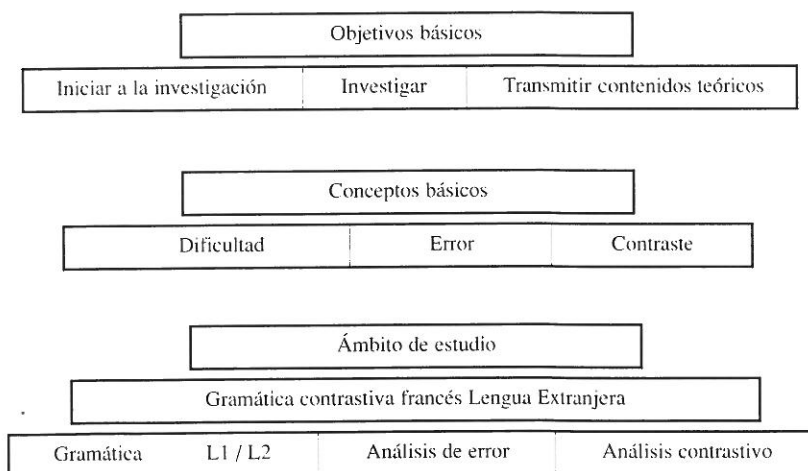 Objetivos básicos
Iniciar a la investigación Investigar Transmitir contenidos teóricos
Conceptos básicos
Dificultad Error Contraste
Ámbito de estudio
Gramática contrastiva francés Lengua Extranjera
Gramática L1 / L2 Análisis de error Análisis contrastivo